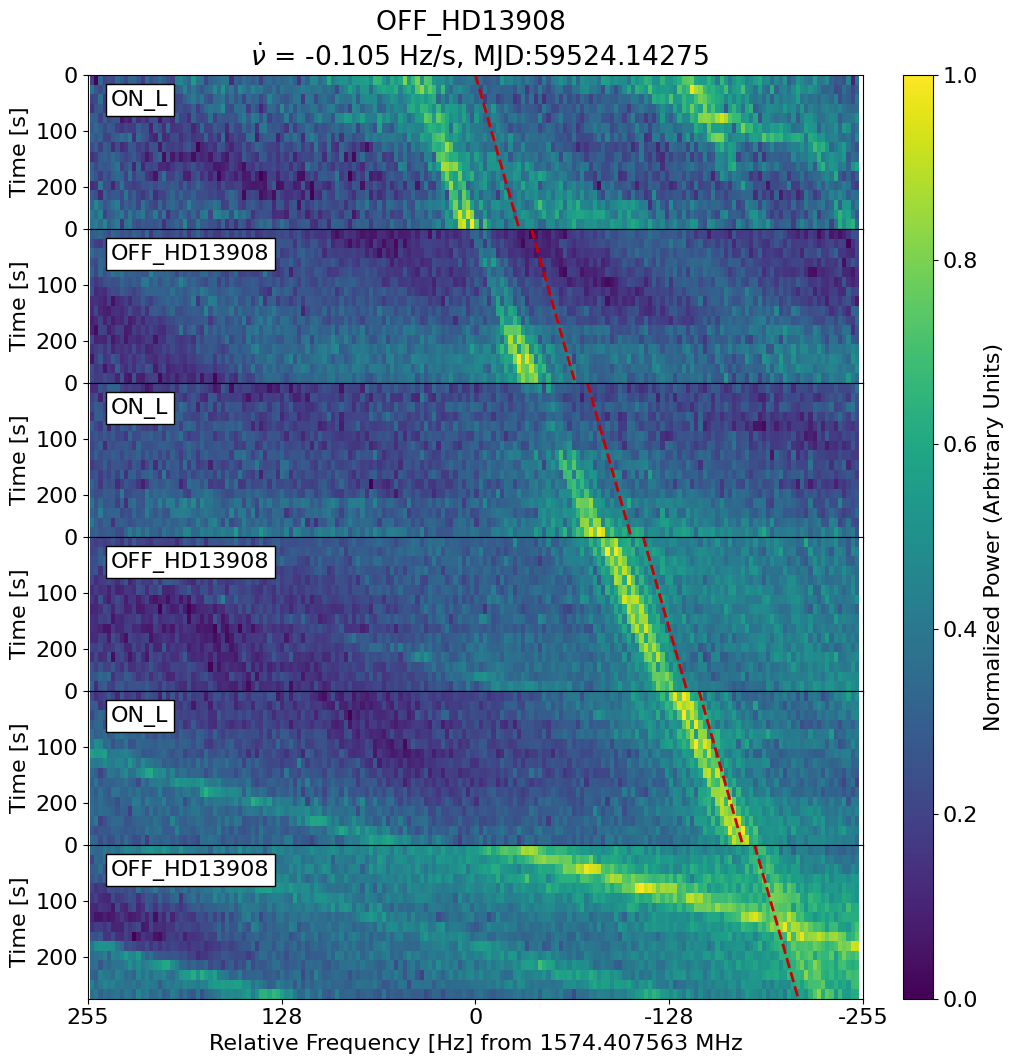 OFF_HD13908
ν̇ = -0.105 Hz/s, MJD:59524.14275
0
100
200
Time [s]
ON_L
0
100
200
Time [s]
OFF_HD13908
0
100
200
Time [s]
ON_L
0
100
200
Time [s]
OFF_HD13908
0
100
200
Time [s]
ON_L
0
100
200
Time [s]
OFF_HD13908
255
128
0
-128
-255
Relative Frequency [Hz] from 1574.407563 MHz
1.0
0.8
0.6
0.4
0.2
0.0
Normalized Power (Arbitrary Units)